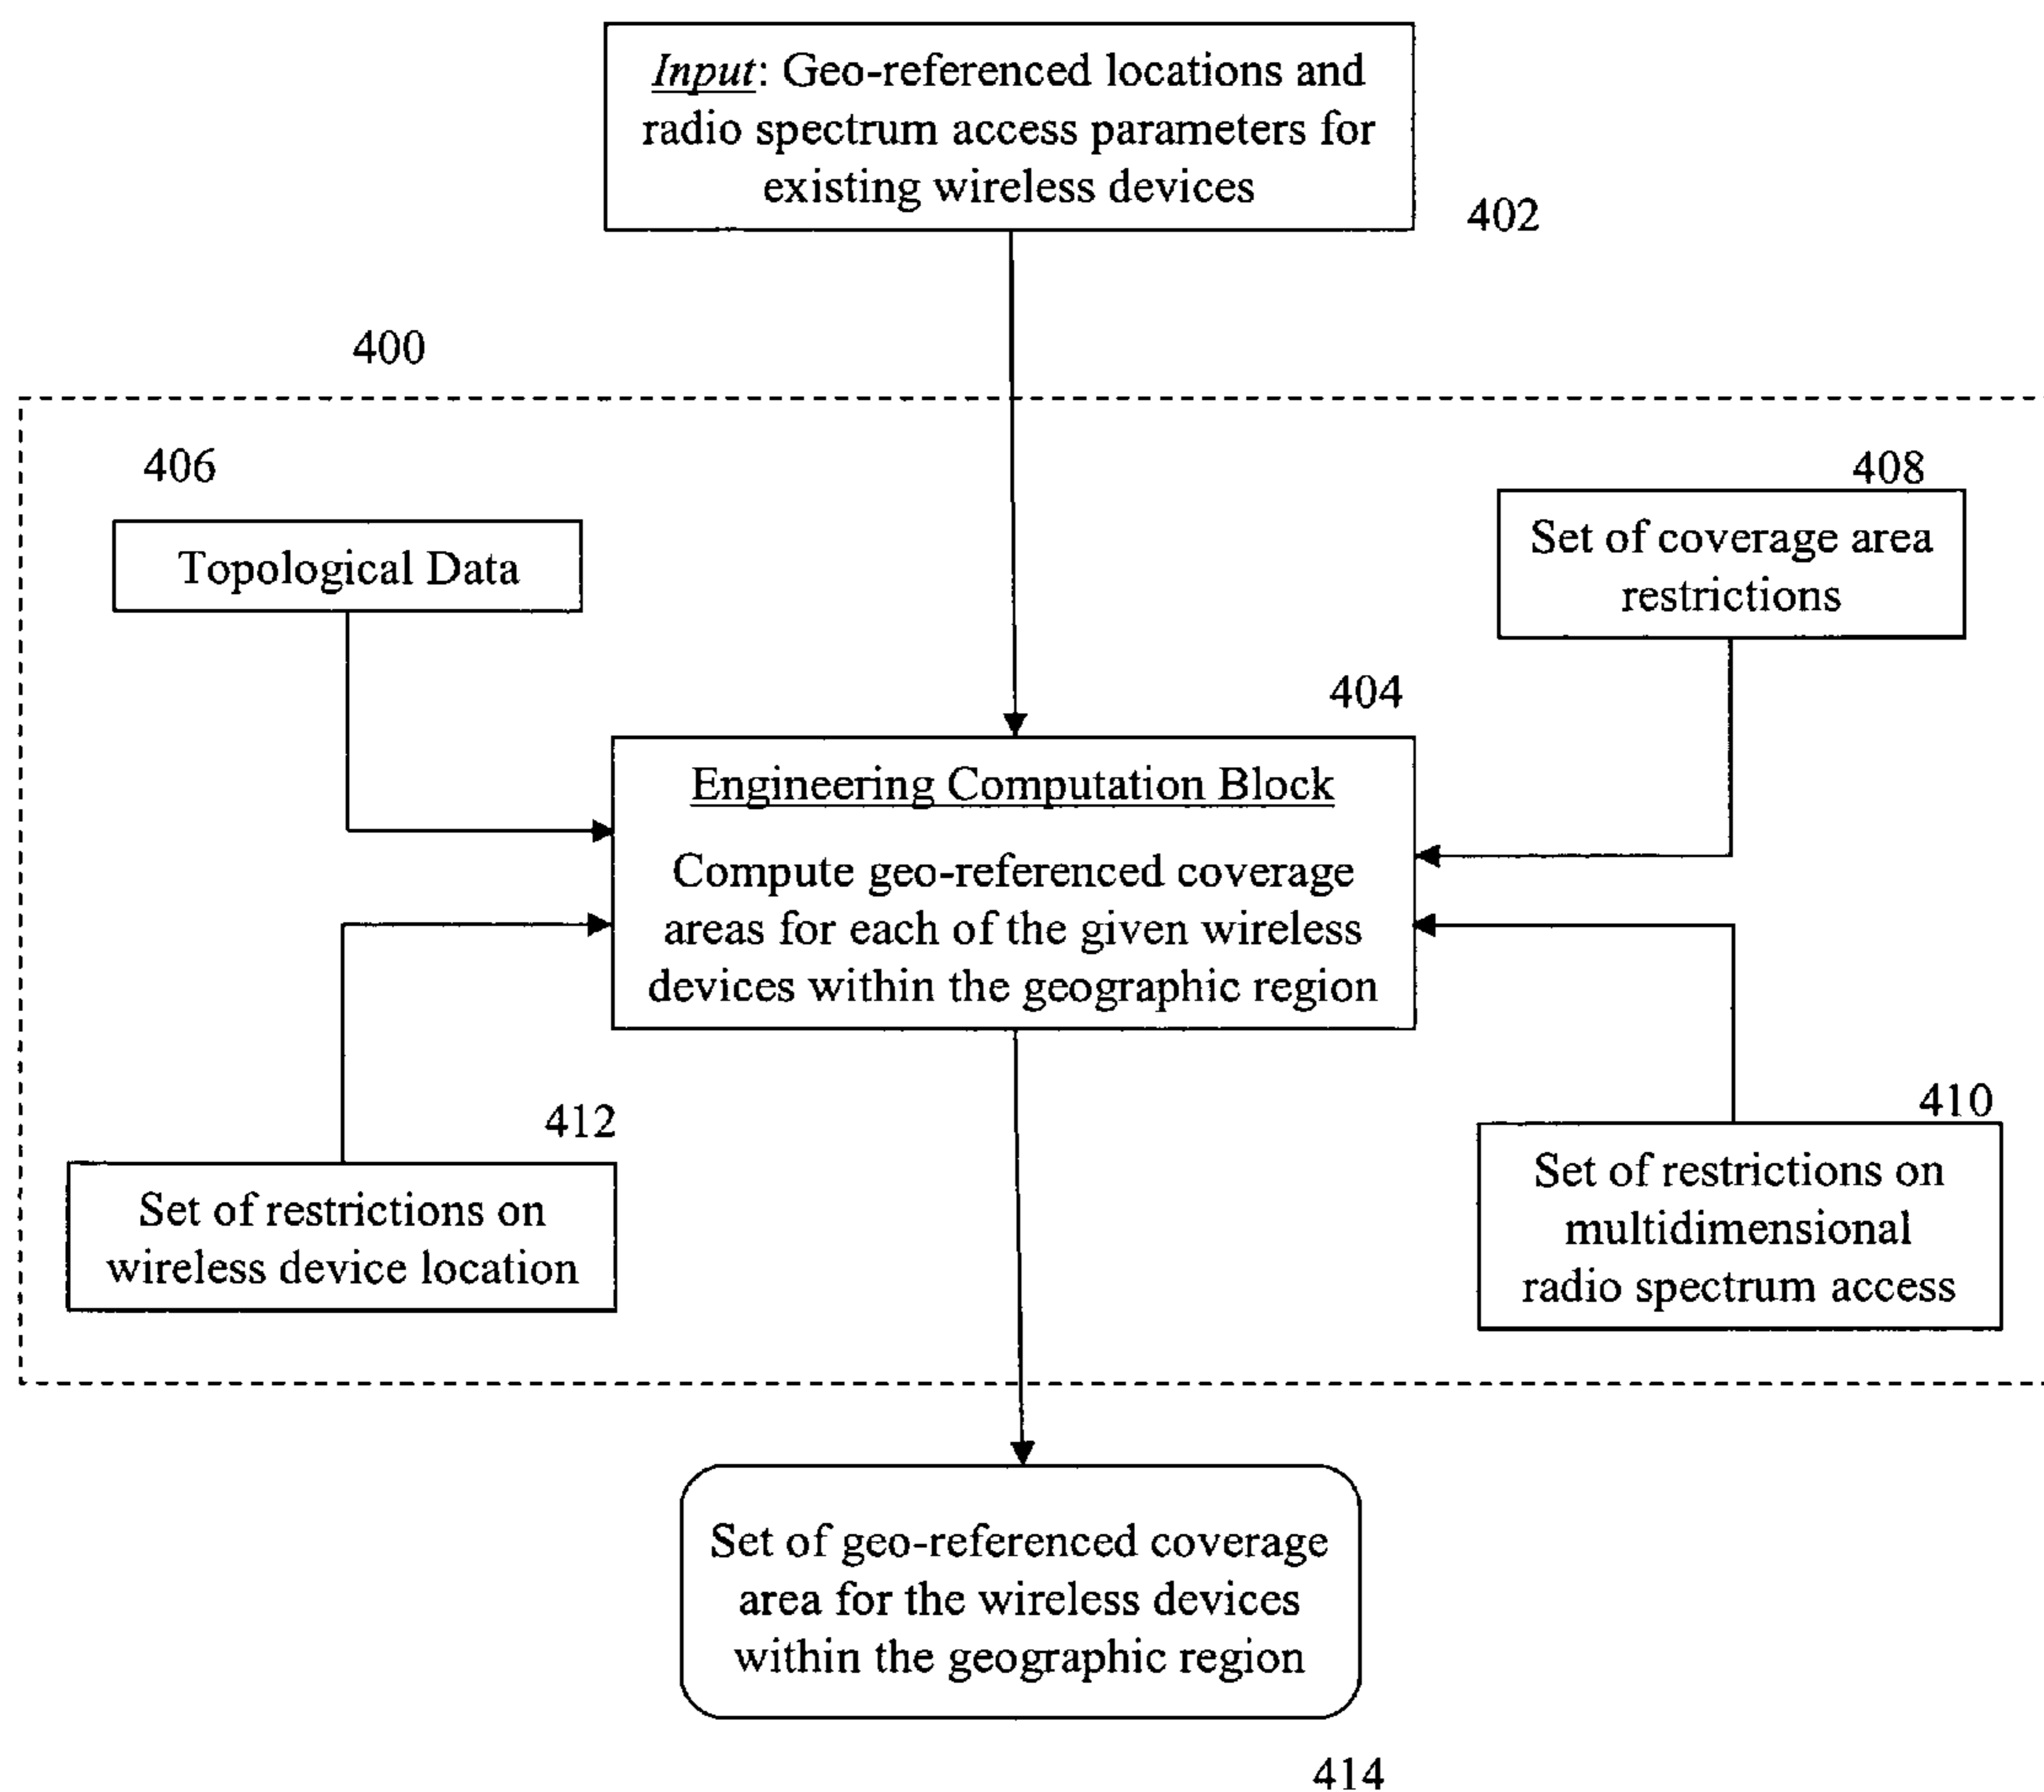 Input: Geo-referenced locations and
radio spectrum access parameters for
existing wireless devices
402
400
406
Topological Data
408
Set of coverage area
restrictions
404
Engineering Computation Block
Compute geo-referenced coverage
areas for each of the given wireless
devices within the geographic region
412
Set of restrictions on
wireless device location
410
Set of restrictions on
multidimensional
radio spectrum access
Set of geo-referenced coverage
area for the wireless devices
within the geographic region
414